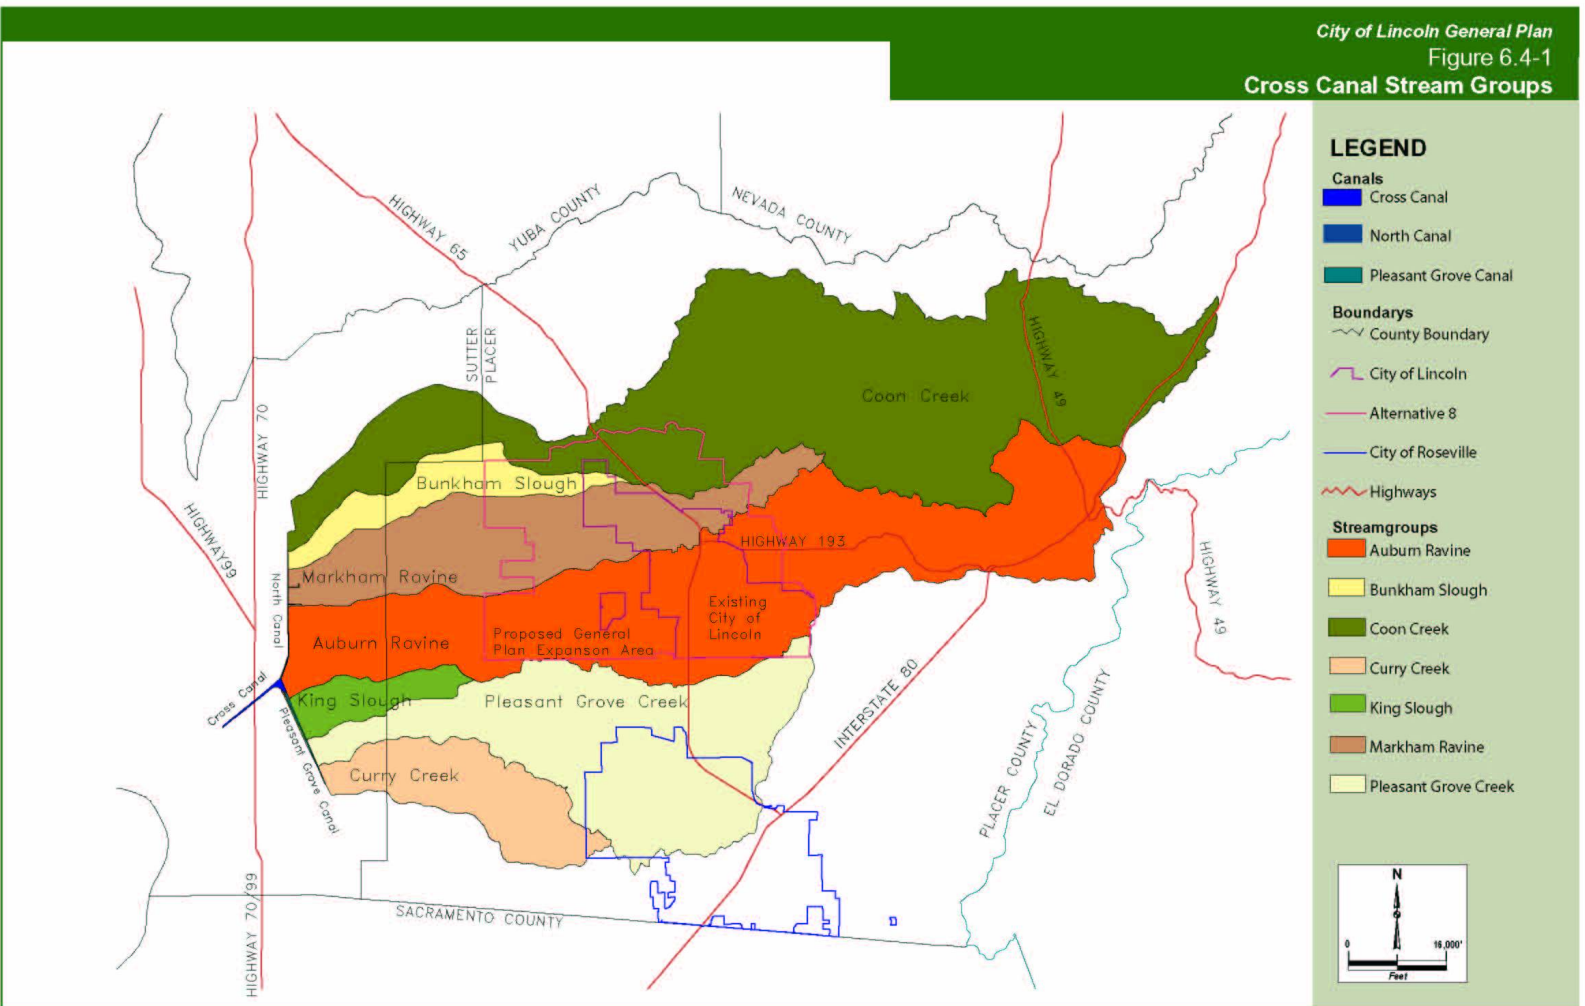 City of Lincoln General Plan
Figure 6.4-1
Cross Canal Stream Groups
LEGEND
Canals
Cross Canal
North Canal
Pleasant Grove Canal
Boundarys
County Boundary
City of Lincoln
Alternative 8
City of Roseville
Highways
Streamgroups
Auburn Ravine
Bunkham Slough
Coon Creek
Curry Creek
King Slough
Markham Ravine
Pleasant Grove Creek
N
0 16,000'
Feet
HIGHWAY 65
YUBA COUNTY
NEVADA COUNTY
SUTTER
PLACER
HIGHWAY 70
HIGHWAY99
HIGHWAY 49
Coon Creek
Bunkham Slough
HIGHWAY 193
Markham Ravine
North Canal
Existing
City of
Lincoln
Auburn Ravine
Proposed General
Plan Expanson Area
HIGHWAY 49
Cross Canal
King Slough
Pleasant Grove Creek
INTERSTATE 80
Pleasant Grove Canal
Curry Creek
PLACER COUNTY
EL DORADO COUNTY
HIGHWAY 70/99
SACRAMENTO COUNTY